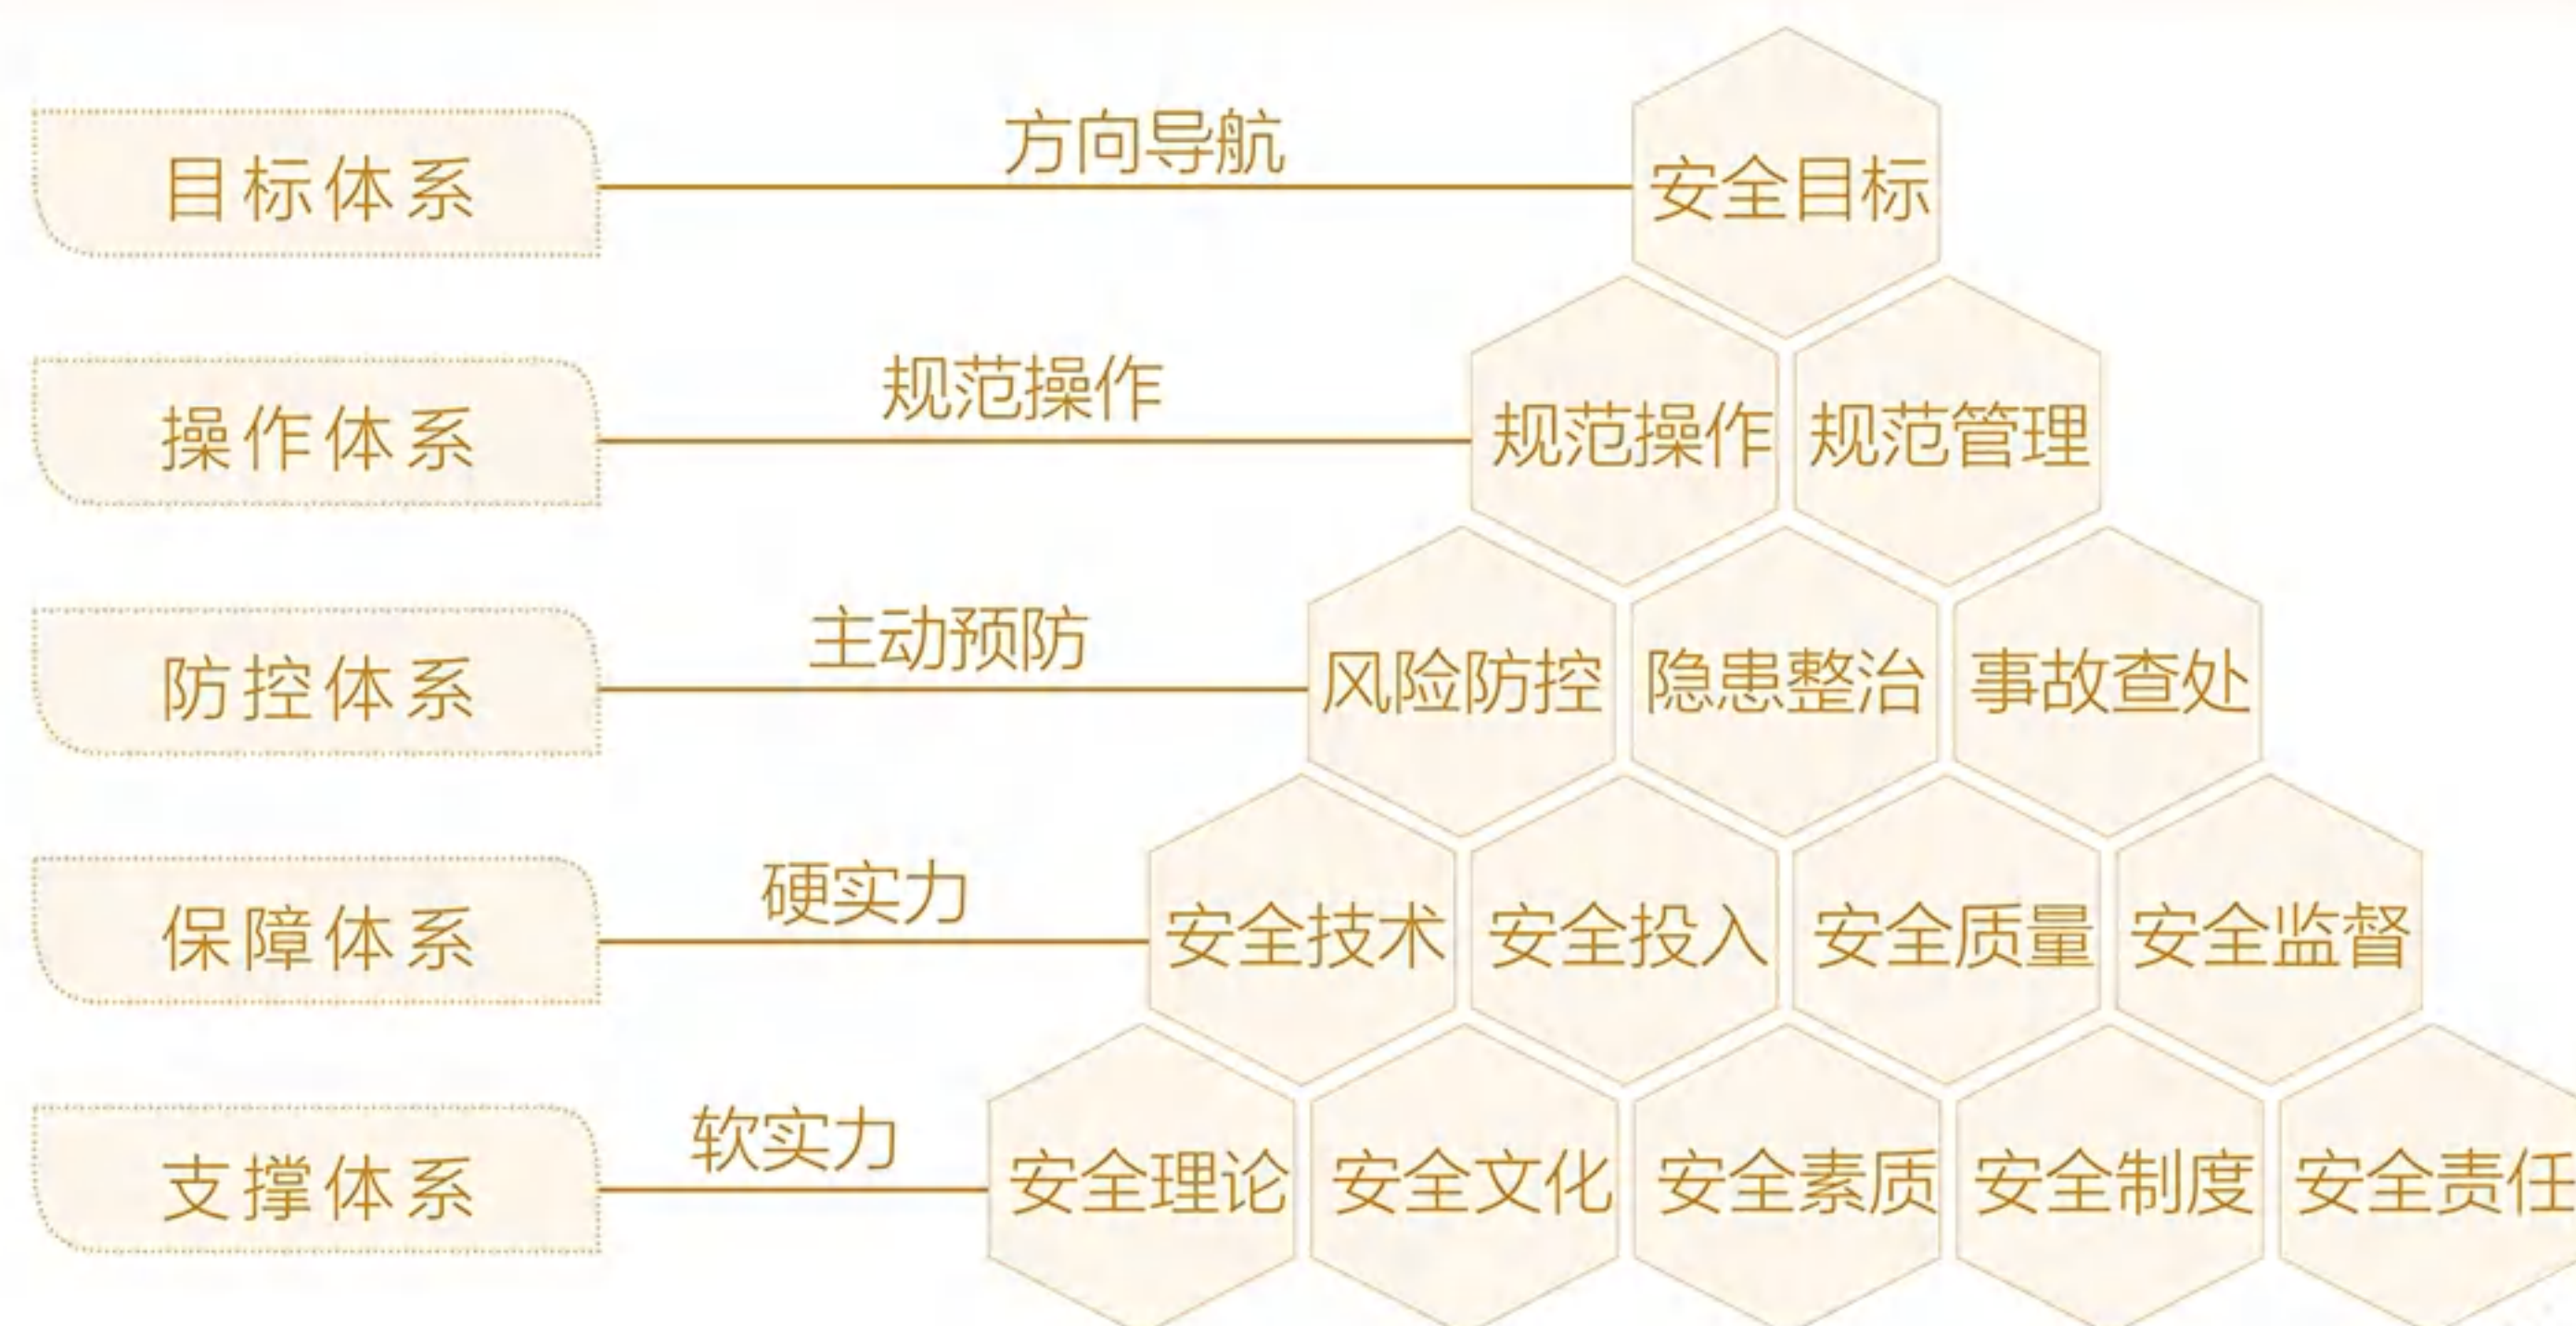 方向导航
目标体系 安全目标
规范操作
操作体系 规范操作 规范管理
主动预防
防控体系 风险防控 隐患整治 事故查处
硬实力
保障体系 安全技术 安全投入 安全质量 安全监督
软实力
支撑体系 安全理论 安全文化 安全素质 安全制度 安全责任